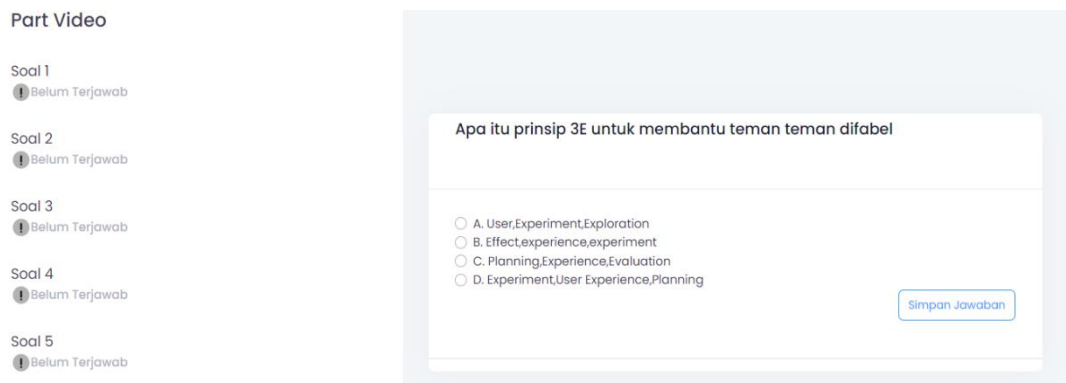 Part Video
Soal 1
Belum Terjawab
Soal 2
Belum Terjawab
Soal 3
Belum Terjawab
Soal 4
Belum Terjawab
Soal 5
Belum Terjawab
Apa itu prinsip 3E untuk membantu teman teman difabel
A. User,Experiment,Exploration
B. Effect,experience,experiment
C. Planning,Experience,Evaluation
D. Experiment,User Experience,Planning
Simpan Jawaban